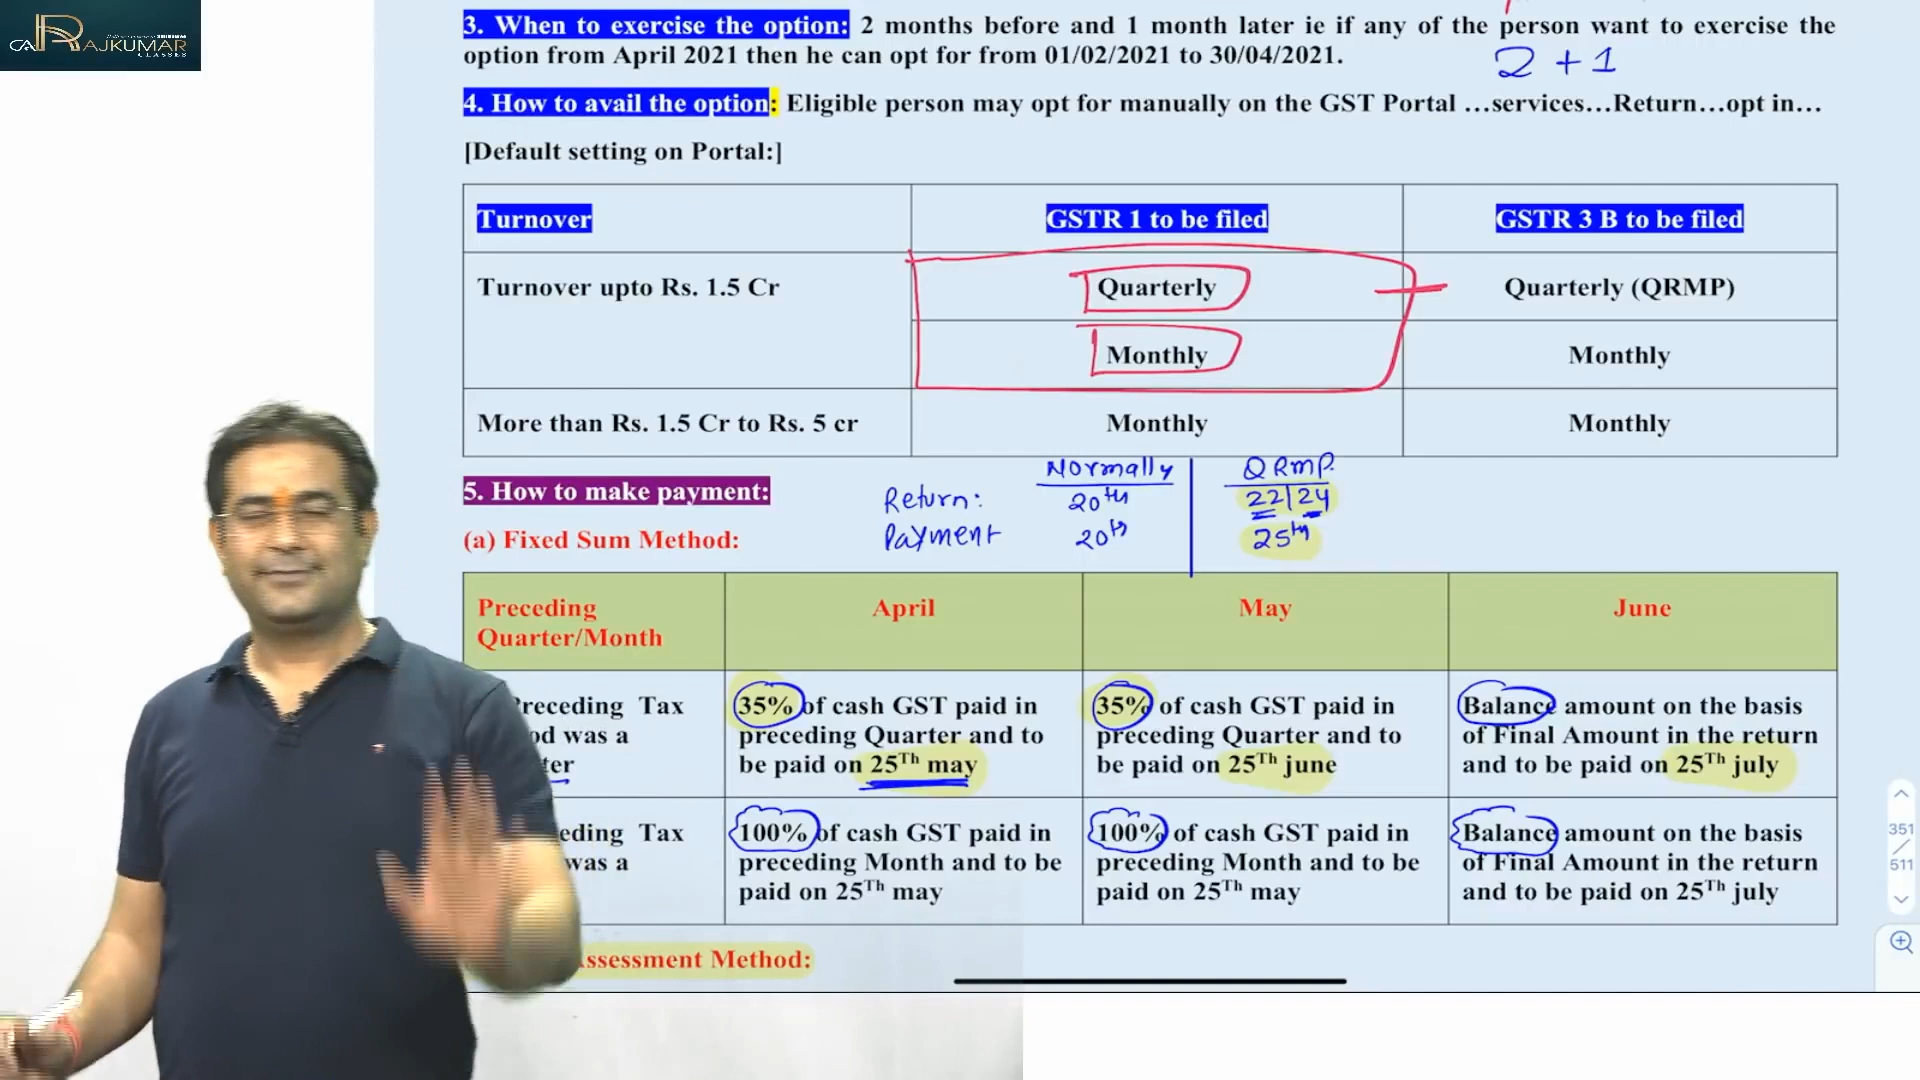 CA RAJKUMAR
CLASSES
3. When to exercise the option: 2 months before and 1 month later ie if any of the person want to exercise the
option from April 2021 then he can opt for from 01/02/2021 to 30/04/2021.
2 + 1
4. How to avail the option: Eligible person may opt for manually on the GST Portal …services…Return…opt in…
[Default setting on Portal:]
Turnover GSTR 1 to be filed GSTR 3 B to be filed
Turnover upto Rs. 1.5 Cr Quarterly Quarterly (QRMP)
Monthly Monthly
More than Rs. 1.5 Cr to Rs. 5 cr Monthly Monthly
Normally QRMP.
5. How to make payment: Return: 20th 22/24
(a) Fixed Sum Method: Payment 20th 25th
Preceding
Quarter/Month
April May June
receding Tax
od was a
ter
35% of cash GST paid in
preceding Quarter and to
be paid on 25Th may
35% of cash GST paid in
preceding Quarter and to
be paid on 25Th june
Balance amount on the basis
of Final Amount in the return
and to be paid on 25Th july
eding Tax
was a
100% of cash GST paid in
preceding Month and to be
paid on 25Th may
100% of cash GST paid in
preceding Month and to be
paid on 25Th may
Balance amount on the basis
of Final Amount in the return
and to be paid on 25Th july
ssessment Method:
351
/
511